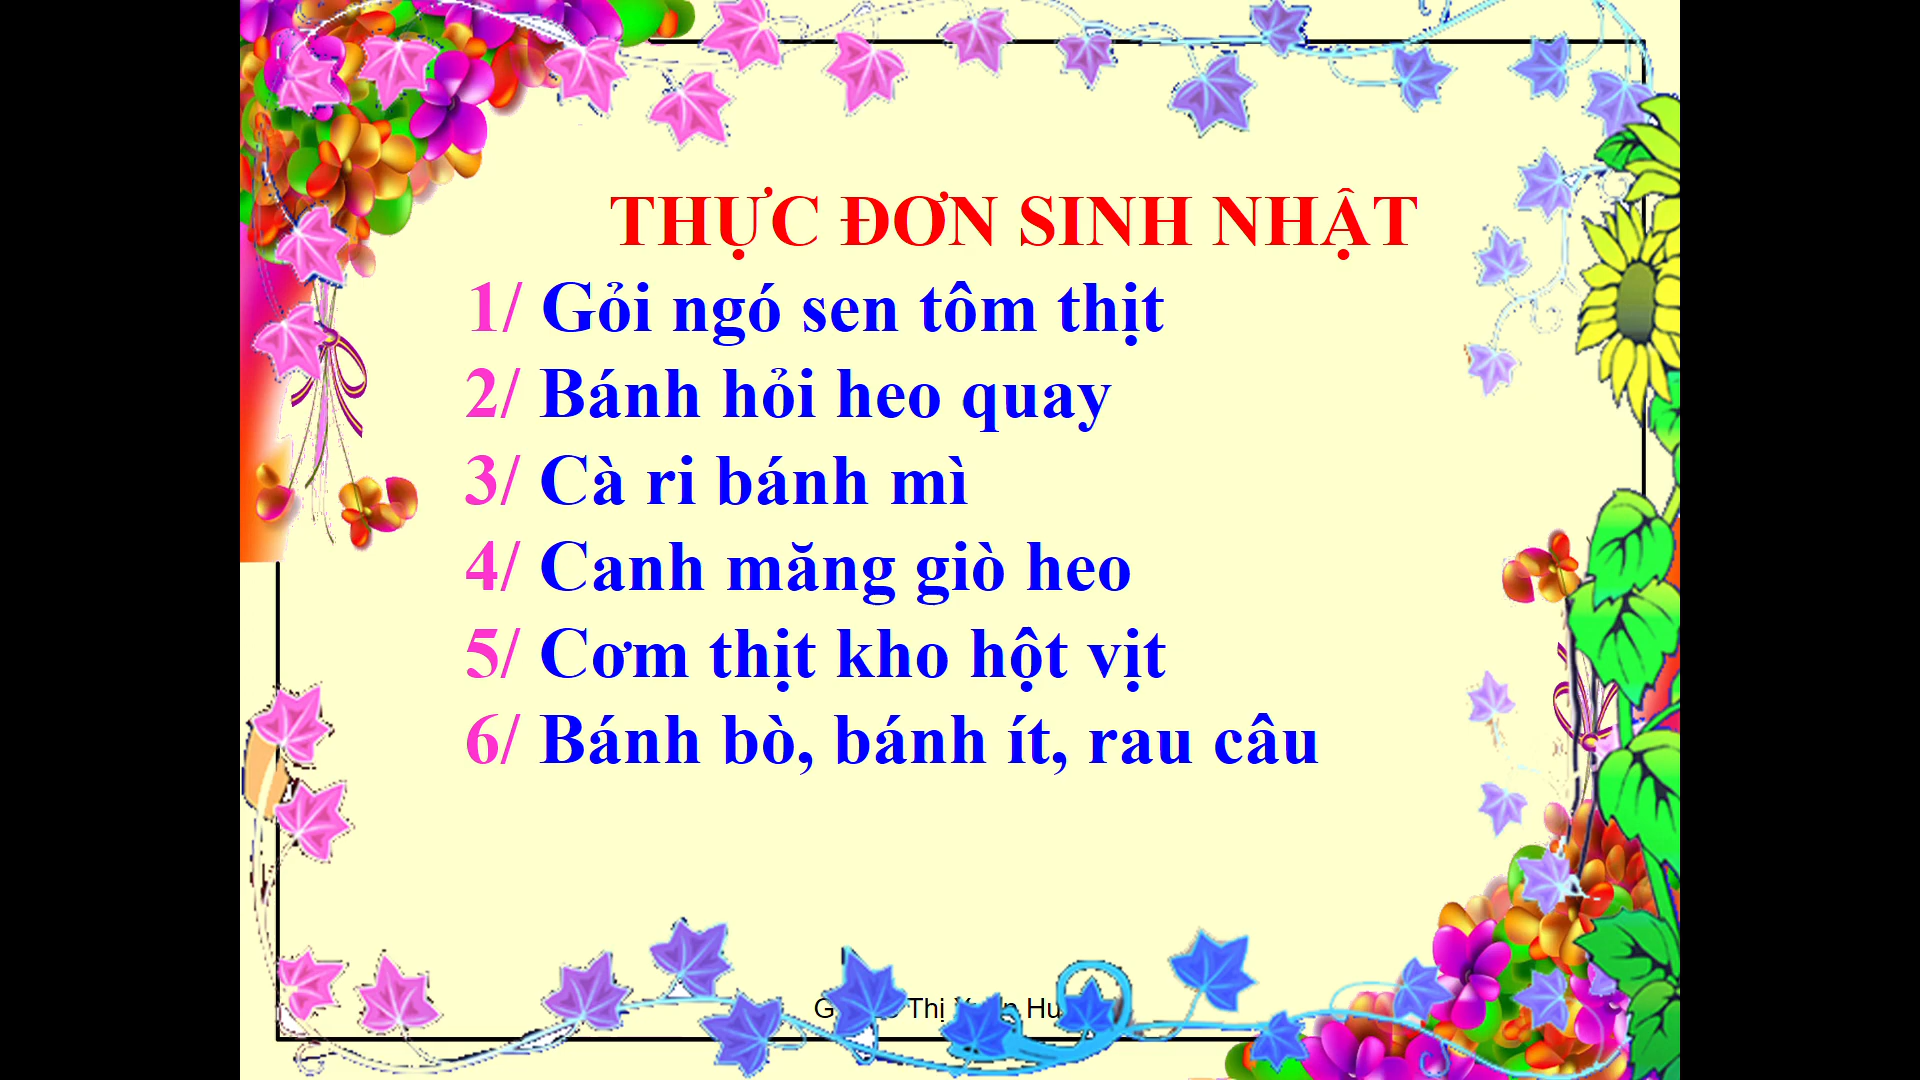 THỰC ĐƠN SINH NHẬT
1/ Gỏi ngó sen tôm thịt
2/ Bánh hỏi heo quay
3/ Cà ri bánh mì
4/ Canh măng giò heo
5/ Cơm thịt kho hột vịt
6/ Bánh bò, bánh ít, rau câu
Thị